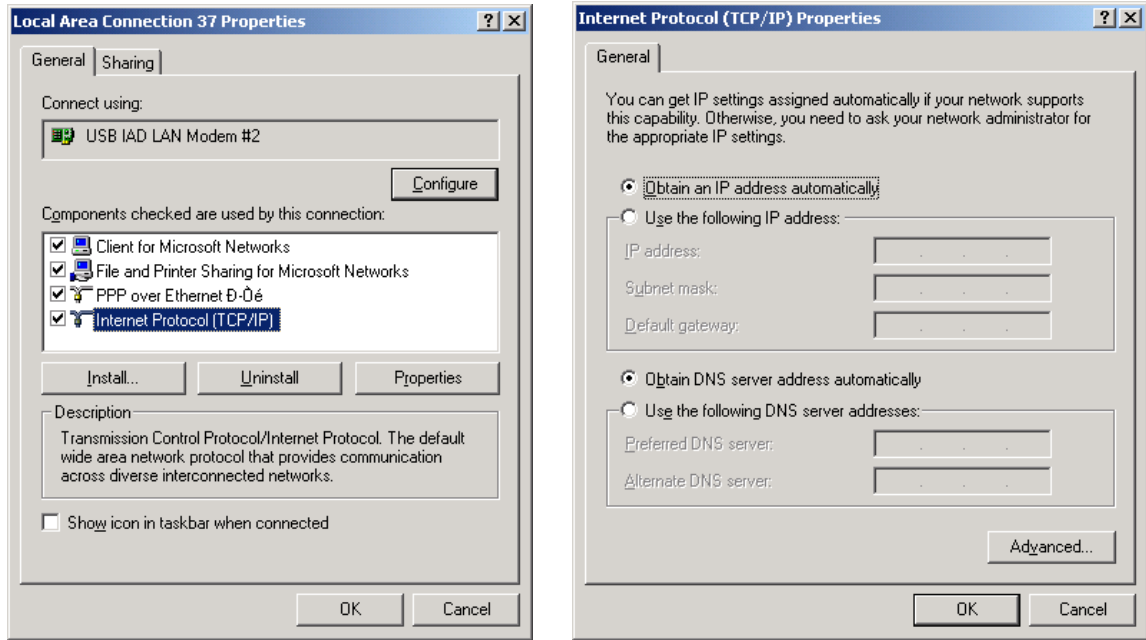 Local Area Connection 37 Properties
General
Sharing
Connect using:
USB IAD LAN Modem #2
Configure
Components checked are used by this connection:
Client for Microsoft Networks
File and Printer Sharing for Microsoft Networks
PPP over Ethernet Ð-Òé
Internet Protocol (TCP/IP)
Install...
Uninstall
Properties
Description
Transmission Control Protocol/Internet Protocol. The default
wide area network protocol that provides communication
across diverse interconnected networks.
Show icon in taskbar when connected
OK
Cancel
Internet Protocol (TCP/IP) Properties
General
You can get IP settings assigned automatically if your network supports
this capability. Otherwise, you need to ask your network administrator for
the appropriate IP settings.
Obtain an IP address automatically
Use the following IP address:
IP address:
Subnet mask:
Default gateway:
Obtain DNS server address automatically
Use the following DNS server addresses:
Preferred DNS server:
Alternate DNS server:
Advanced...
OK
Cancel